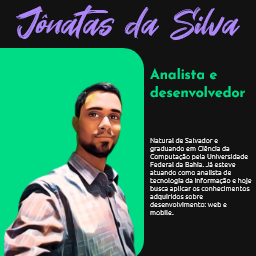 Jônatas da Silva
Analista e
desenvolvedor
Natural de Salvador e
graduando em Ciência da
Computação pela Universidade
Federal da Bahia. Já esteve
atuando como analista de
tecnologia da informação e hoje
busca aplicar os conhecimentos
adquiridos sobre
desenvolvimento: web e
mobile.